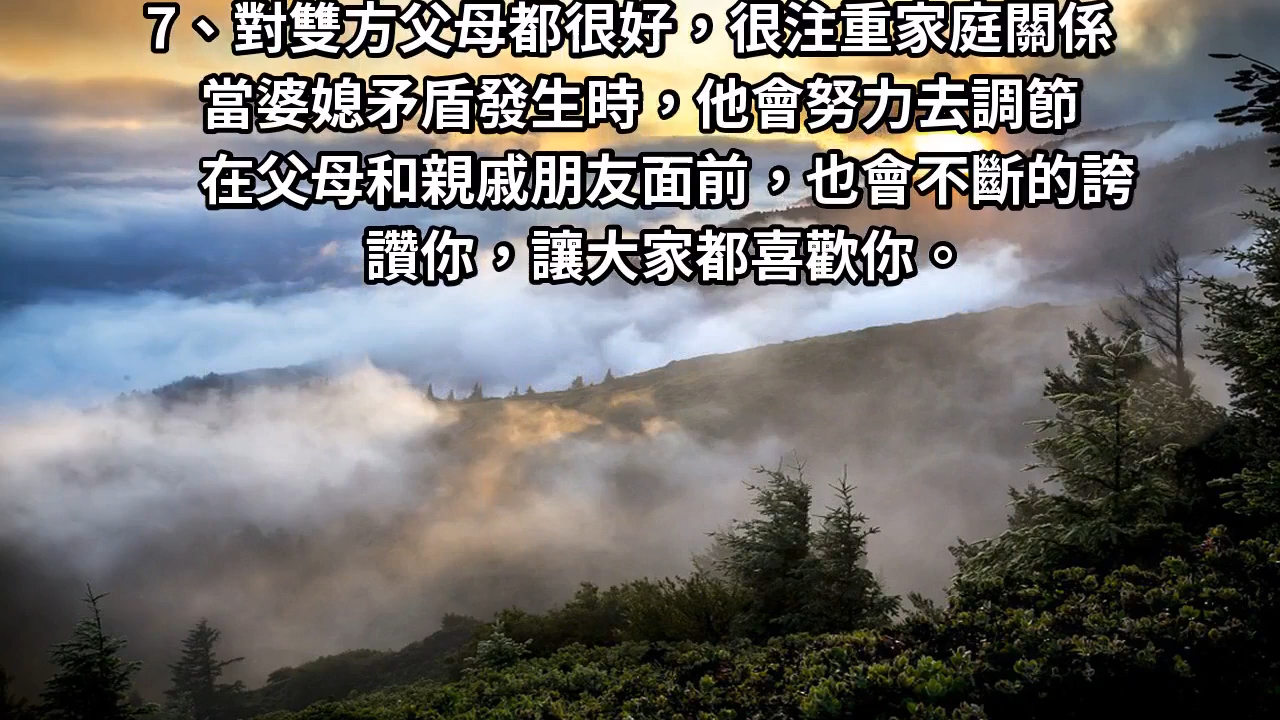 7、對雙方父母都很好，很注重家庭關係
當婆媳矛盾發生時，他會努力去調節
在父母和親戚朋友面前，也會不斷的誇
讚你，讓大家都喜歡你。